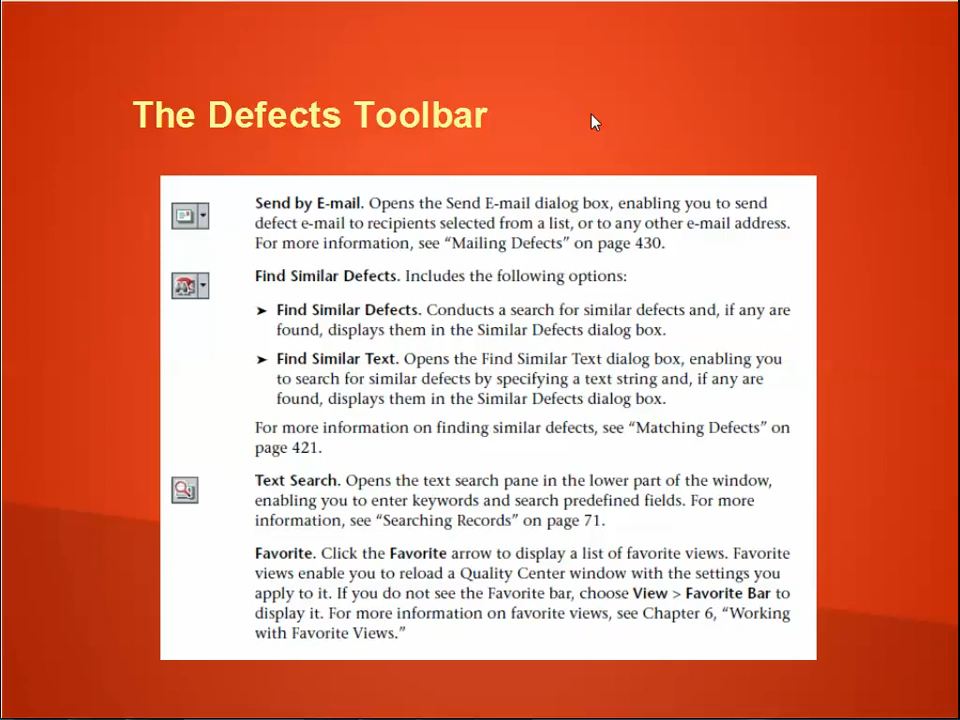 The Defects Toolbar
Send by E-mail. Opens the Send E-mail dialog box, enabling you to send
defect e-mail to recipients selected from a list, or to any other e-mail address.
For more information, see “Mailing Defects” on page 430.
Find Similar Defects. Includes the following options:
➤ Find Similar Defects. Conducts a search for similar defects and, if any are
found, displays them in the Similar Defects dialog box.
➤ Find Similar Text. Opens the Find Similar Text dialog box, enabling you
to search for similar defects by specifying a text string and, if any are
found, displays them in the Similar Defects dialog box.
For more information on finding similar defects, see “Matching Defects” on
page 421.
Text Search. Opens the text search pane in the lower part of the window,
enabling you to enter keywords and search predefined fields. For more
information, see “Searching Records” on page 71.
Favorite. Click the Favorite arrow to display a list of favorite views. Favorite
views enable you to reload a Quality Center window with the settings you
apply to it. If you do not see the Favorite bar, choose View > Favorite Bar to
display it. For more information on favorite views, see Chapter 6, “Working
with Favorite Views.”